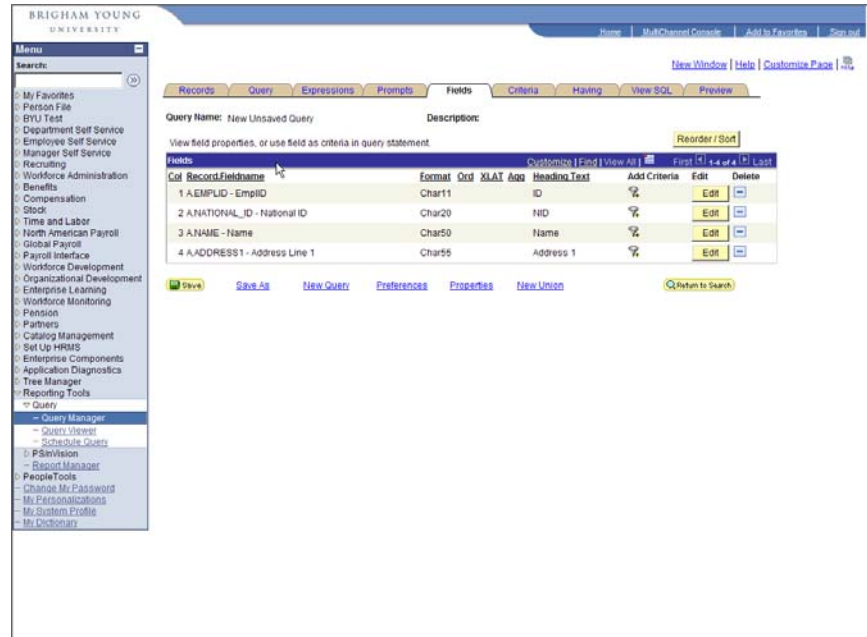 BRIGHAM YOUNG
UNIVERSITY
Home | MultiChannel Console | Add to Favorites | Sign out
Menu
Search:
New Window | Help | Customize Page |
My Favorites
Person File
BYU Test
Department Self Service
Employee Self Service
Manager Self Service
Recruiting
Workforce Administration
Benefits
Compensation
Stock
Time and Labor
North American Payroll
Global Payroll
Payroll Interface
Workforce Development
Organizational Development
Enterprise Learning
Workforce Monitoring
Pension
Partners
Catalog Management
Set Up HRMS
Enterprise Components
Application Diagnostics
Tree Manager
Reporting Tools
Query
– Query Manager
– Query Viewer
– Schedule Query
PS/nVision
– Report Manager
PeopleTools
– Change My Password
– My Personalizations
– My System Profile
– My Dictionary
Records Query Expressions Prompts Fields Criteria Having View SQL Preview
Query Name: New Unsaved Query Description:
View field properties, or use field as criteria in query statement. Reorder / Sort
Fields Customize | Find | View All | First 1-4 of 4 Last
Col Record.Fieldname Format Ord XLAT Agg Heading Text Add Criteria Edit Delete
1 A.EMPLID - EmplID Char11 ID Edit
2 A.NATIONAL_ID - National ID Char20 NID Edit
3 A.NAME - Name Char50 Name Edit
4 A.ADDRESS1 - Address Line 1 Char55 Address 1 Edit
Save Save As New Query Preferences Properties New Union Return to Search